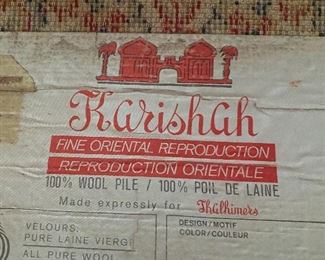 Karishah
FINE ORIENTAL REPRODUCTION
REPRODUCTION ORIENTALE
100% WOOL PILE / 100% POIL DE LAINE
Made expressly for Thalhimers
VELOURS:
PURE LAINE VIERG
ALL PURE WOOL
DESIGN/MOTIF
COLOR/COULEUR